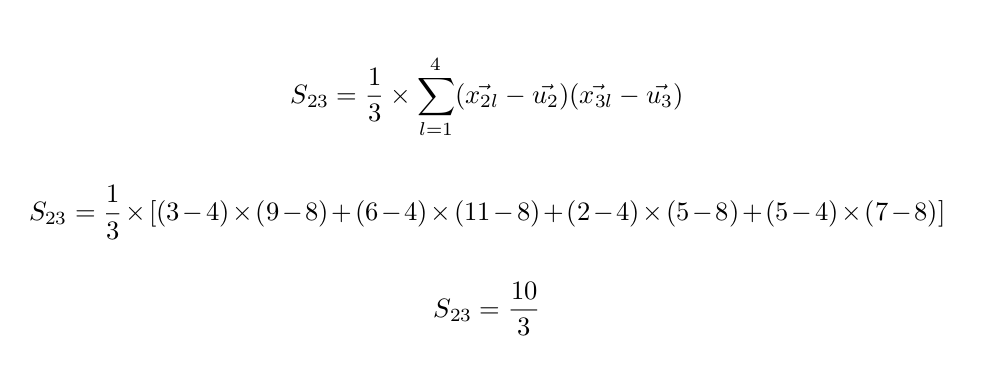 S_{23} = \frac{1}{3} \times \sum_{l=1}^{4} (\vec{x_{2l}} - \vec{u_2})(\vec{x_{3l}} - \vec{u_3})
S_{23} = \frac{1}{3} \times [(3-4) \times (9-8) + (6-4) \times (11-8) + (2-4) \times (5-8) + (5-4) \times (7-8)]
S_{23} = \frac{10}{3}